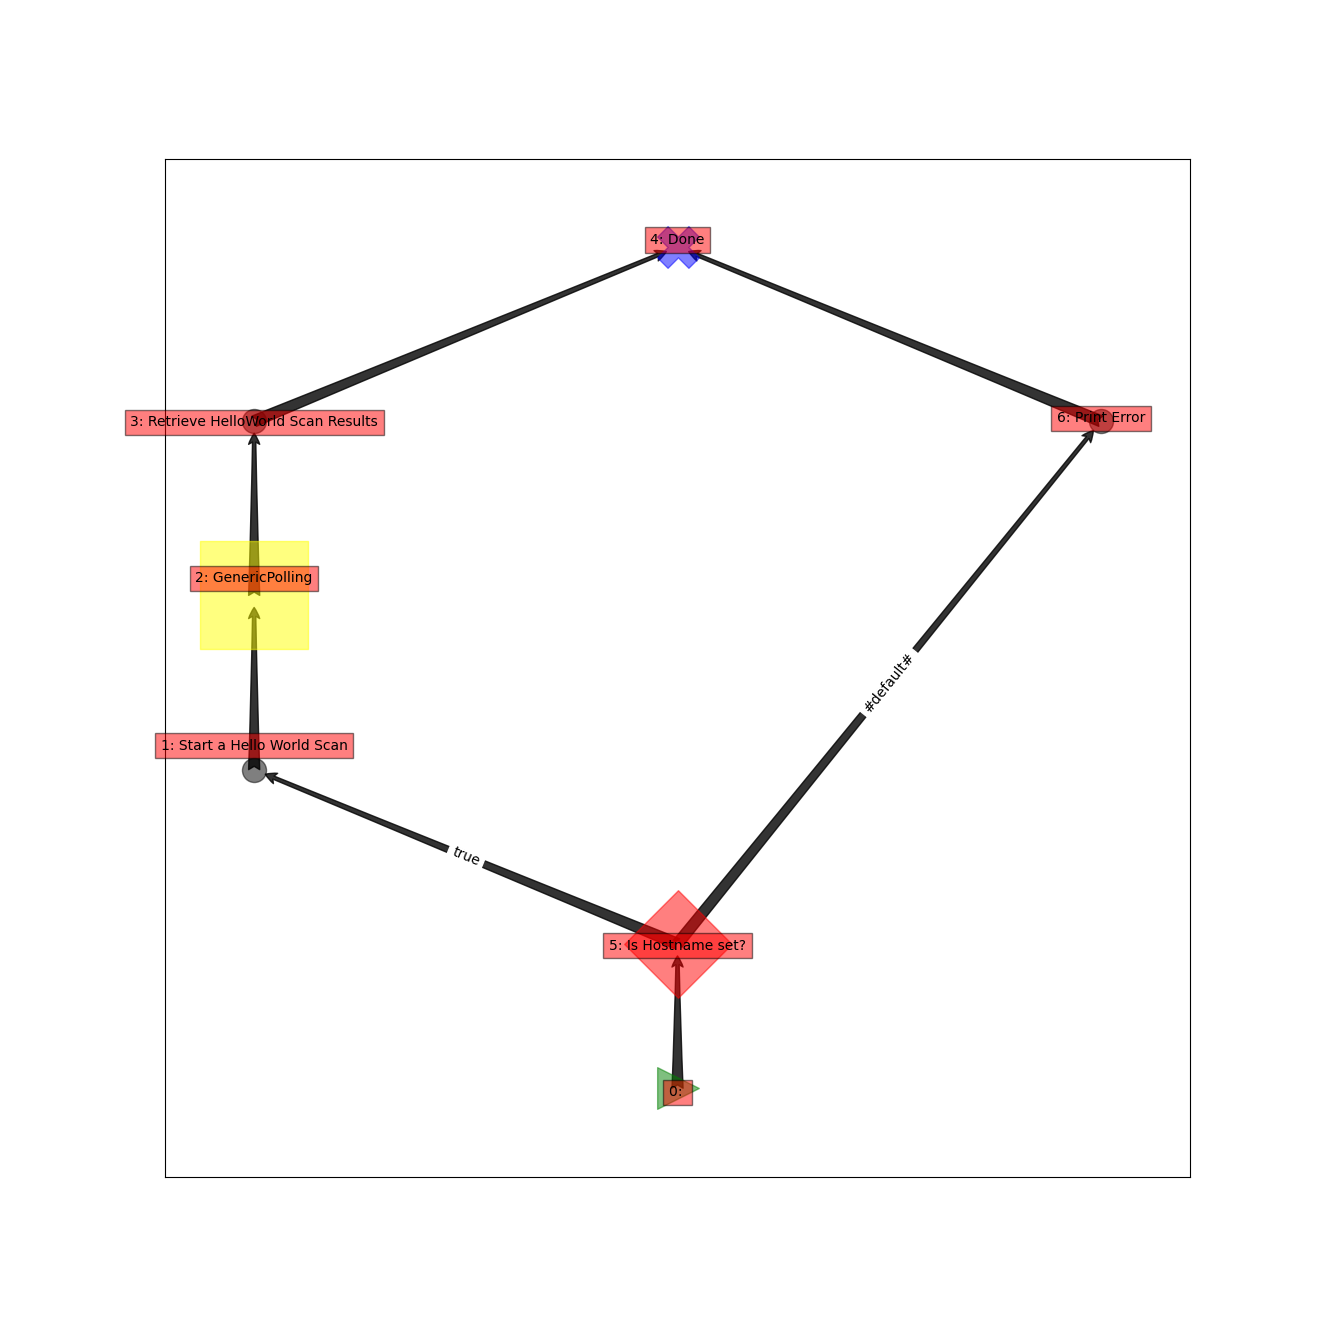 4: Done
3: Retrieve HelloWorld Scan Results
6: Print Error
2: GenericPolling
#default#
1: Start a Hello World Scan
true
5: Is Hostname set?
0: